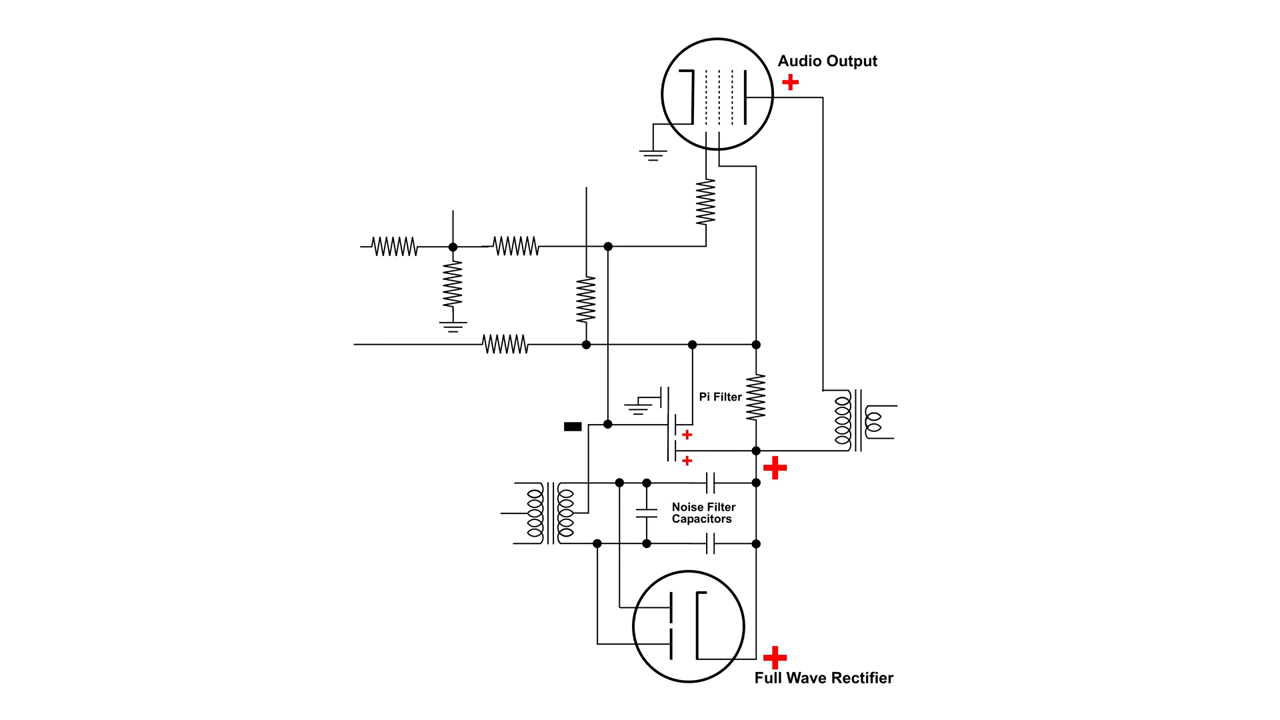 Audio Output
+
Pi Filter
+
+
+
Noise Filter
Capacitors
+
Full Wave Rectifier